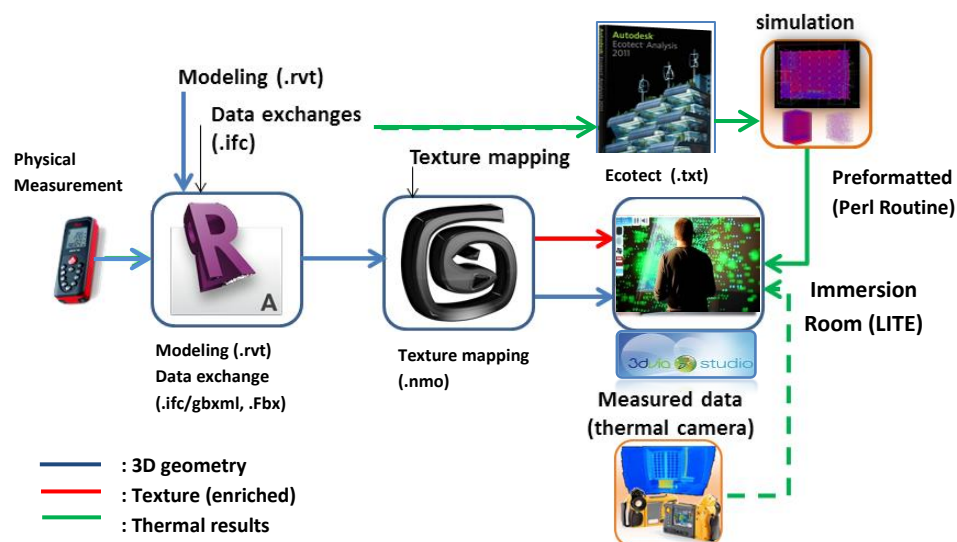 simulation
Autodesk
Ecotect Analysis
2011
Modeling (.rvt)
Data exchanges
(.ifc)
Texture mapping
Ecotect (.txt)
Physical
Measurement
Preformatted
(Perl Routine)
R
A
Immersion
Room (LITE)
3dvia studio
Modeling (.rvt)
Data exchange
(.ifc/gbxml, .Fbx)
Texture mapping
(.nmo)
Measured data
(thermal camera)
: 3D geometry
: Texture (enriched)
: Thermal results